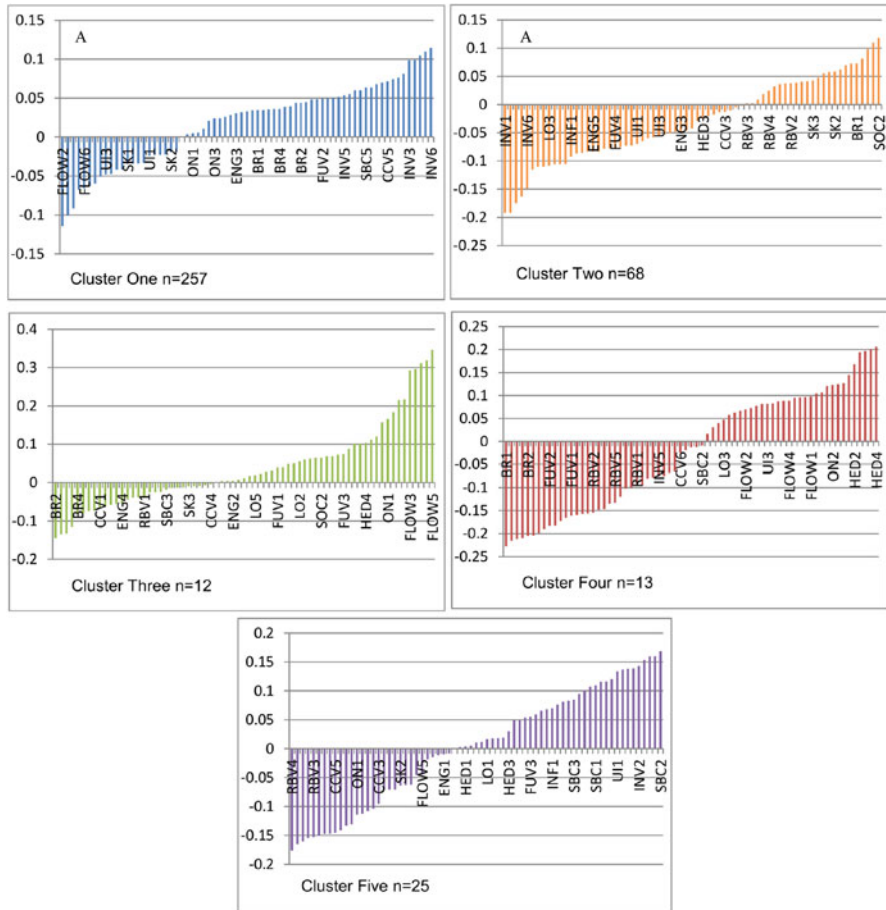 A
0.15
0.1
0.05
0
-0.05
-0.1
-0.15
FLOW2
FLOW6
UI3
SK1
UI1
SK2
ON1
ON3
ENG3
BR1
BR4
BR2
FUV2
INV5
SBC5
CCV5
INV3
INV6
Cluster One n=257
A
0.15
0.1
0.05
0
-0.05
-0.1
-0.15
-0.2
-0.25
INV1
INV6
LO3
INF1
ENG5
FUV4
UI1
UI3
ENG3
HED3
CCV3
RBV3
RBV4
RBV2
SK3
SK2
BR1
SOC2
Cluster Two n=68
0.4
0.3
0.2
0.1
0
-0.1
-0.2
BR2
BR4
CCV1
ENG4
RBV1
SBC3
SK3
CCV4
ENG2
LO5
FUV1
LO2
SOC2
FUV3
HED4
ON1
FLOW3
FLOW5
Cluster Three n=12
0.25
0.2
0.15
0.1
0.05
0
-0.05
-0.1
-0.15
-0.2
-0.25
BR1
BR2
FUV2
FUV1
RBV2
RBV5
RBV1
INV5
CCV6
SBC2
LO3
FLOW2
UI3
FLOW4
FLOW1
ON2
HED2
HED4
Cluster Four n=13
0.2
0.15
0.1
0.05
0
-0.05
-0.1
-0.15
-0.2
RBV4
RBV3
CCV5
ON1
CCV3
SK2
FLOW5
ENG1
HED1
LO1
HED3
FUV3
INF1
SBC3
SBC1
UI1
INV2
SBC2
Cluster Five n=25